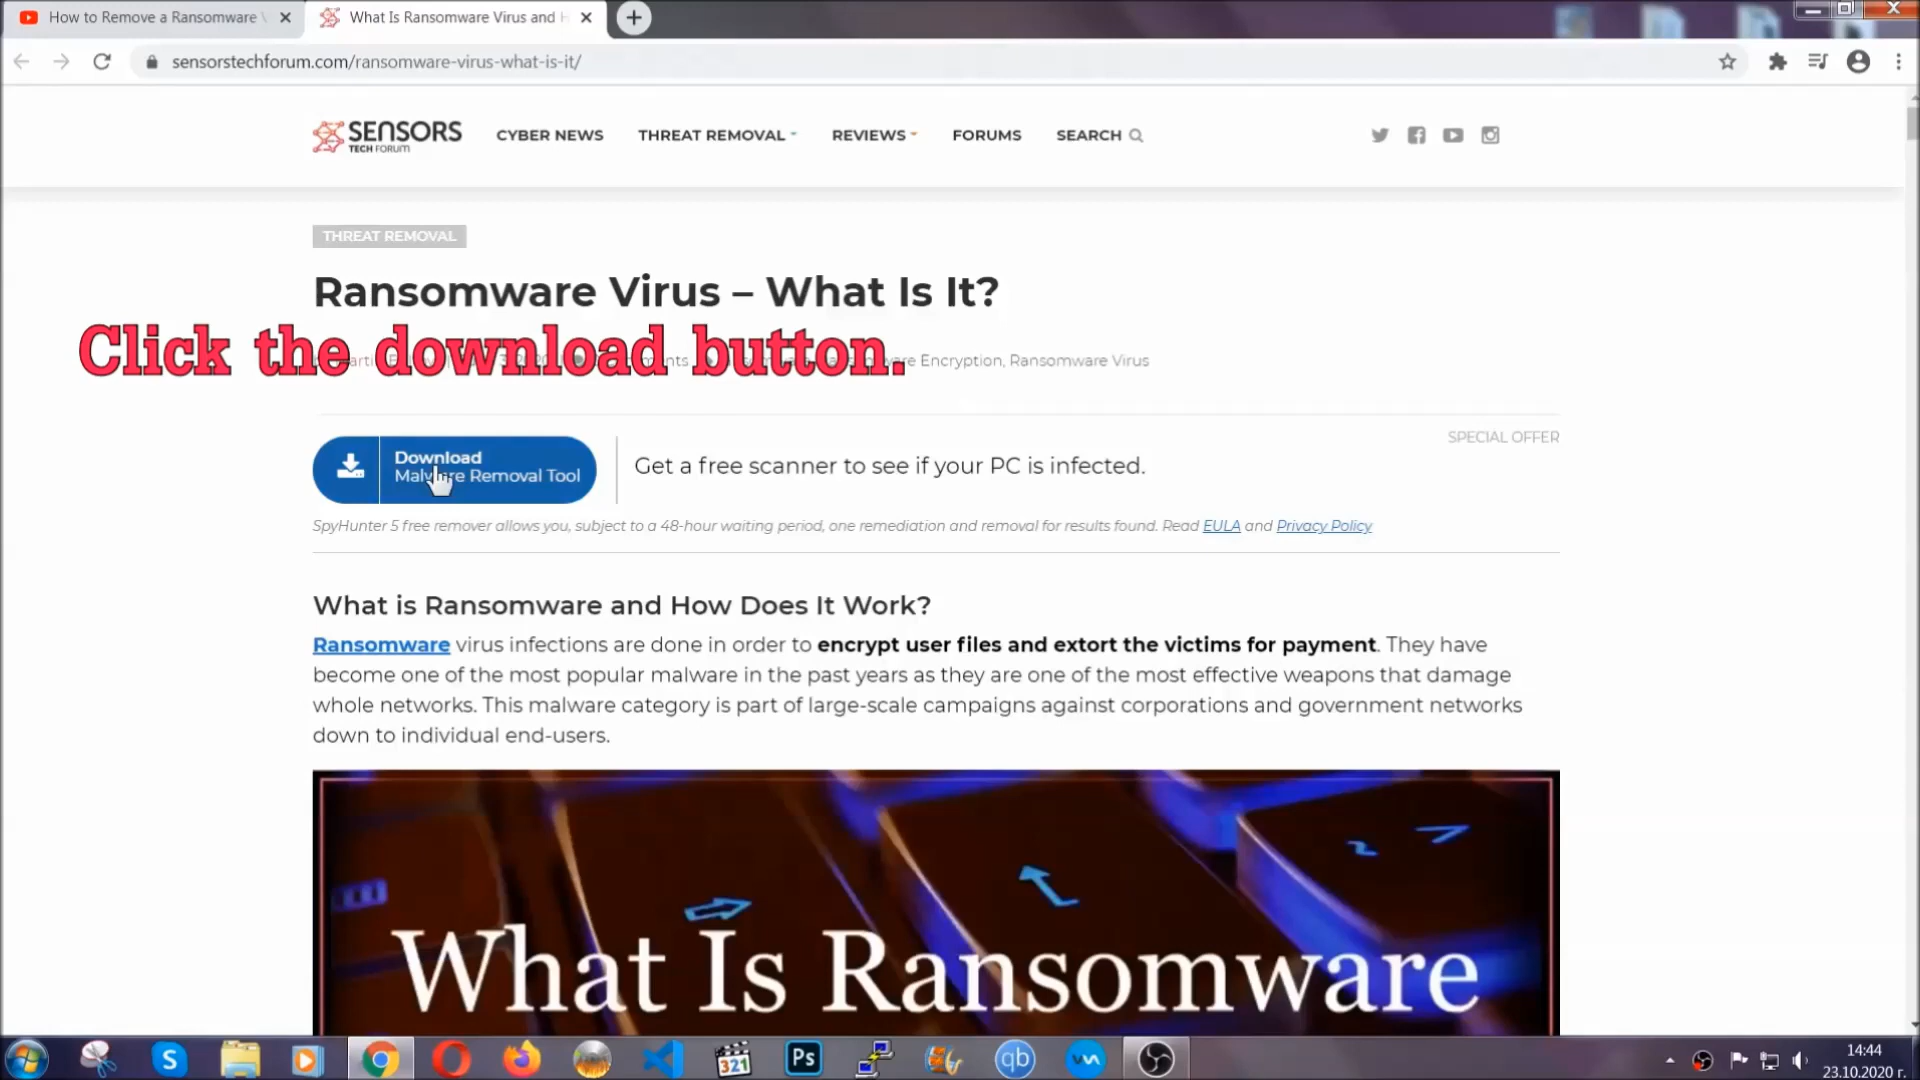 How to Remove a Ransomware
What Is Ransomware Virus and
sensorstechforum.com/ransomware-virus-what-is-it/
SENSORS
TECH FORUM
CYBER NEWS
THREAT REMOVAL
REVIEWS
FORUMS
SEARCH
THREAT REMOVAL
Ransomware Virus – What Is It?
Click the download button.
Encryption, Ransomware Virus
SPECIAL OFFER
Download
Malware Removal Tool
Get a free scanner to see if your PC is infected.
SpyHunter 5 free remover allows you, subject to a 48-hour waiting period, one remediation and removal for results found. Read EULA and Privacy Policy
What is Ransomware and How Does It Work?
Ransomware virus infections are done in order to encrypt user files and extort the victims for payment. They have
become one of the most popular malware in the past years as they are one of the most effective weapons that damage
whole networks. This malware category is part of large-scale campaigns against corporations and government networks
down to individual end-users.
What Is Ransomware
S
321
Ps
qb
14:44
23.10.2020 г.